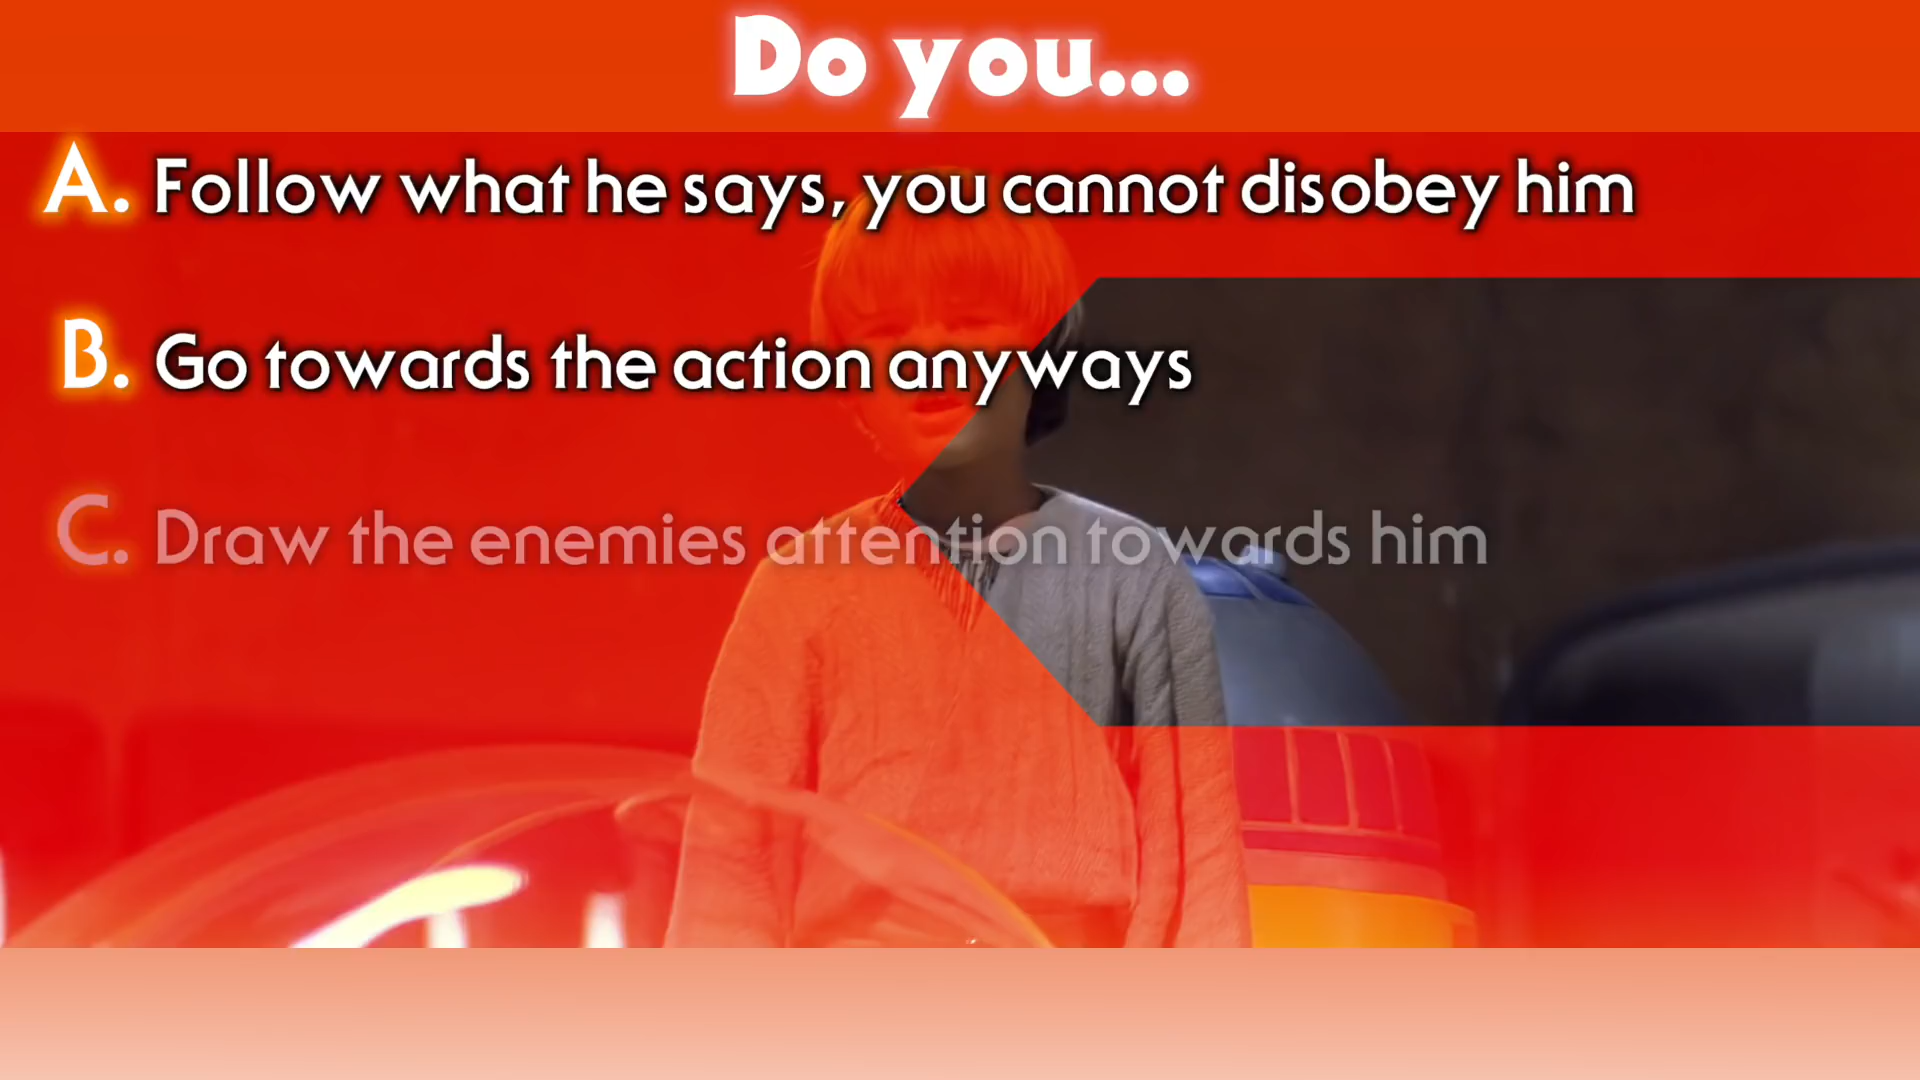 Do you...
A. Follow what he says, you cannot disobey him
B. Go towards the action anyways
C. Draw the enemies attention towards him